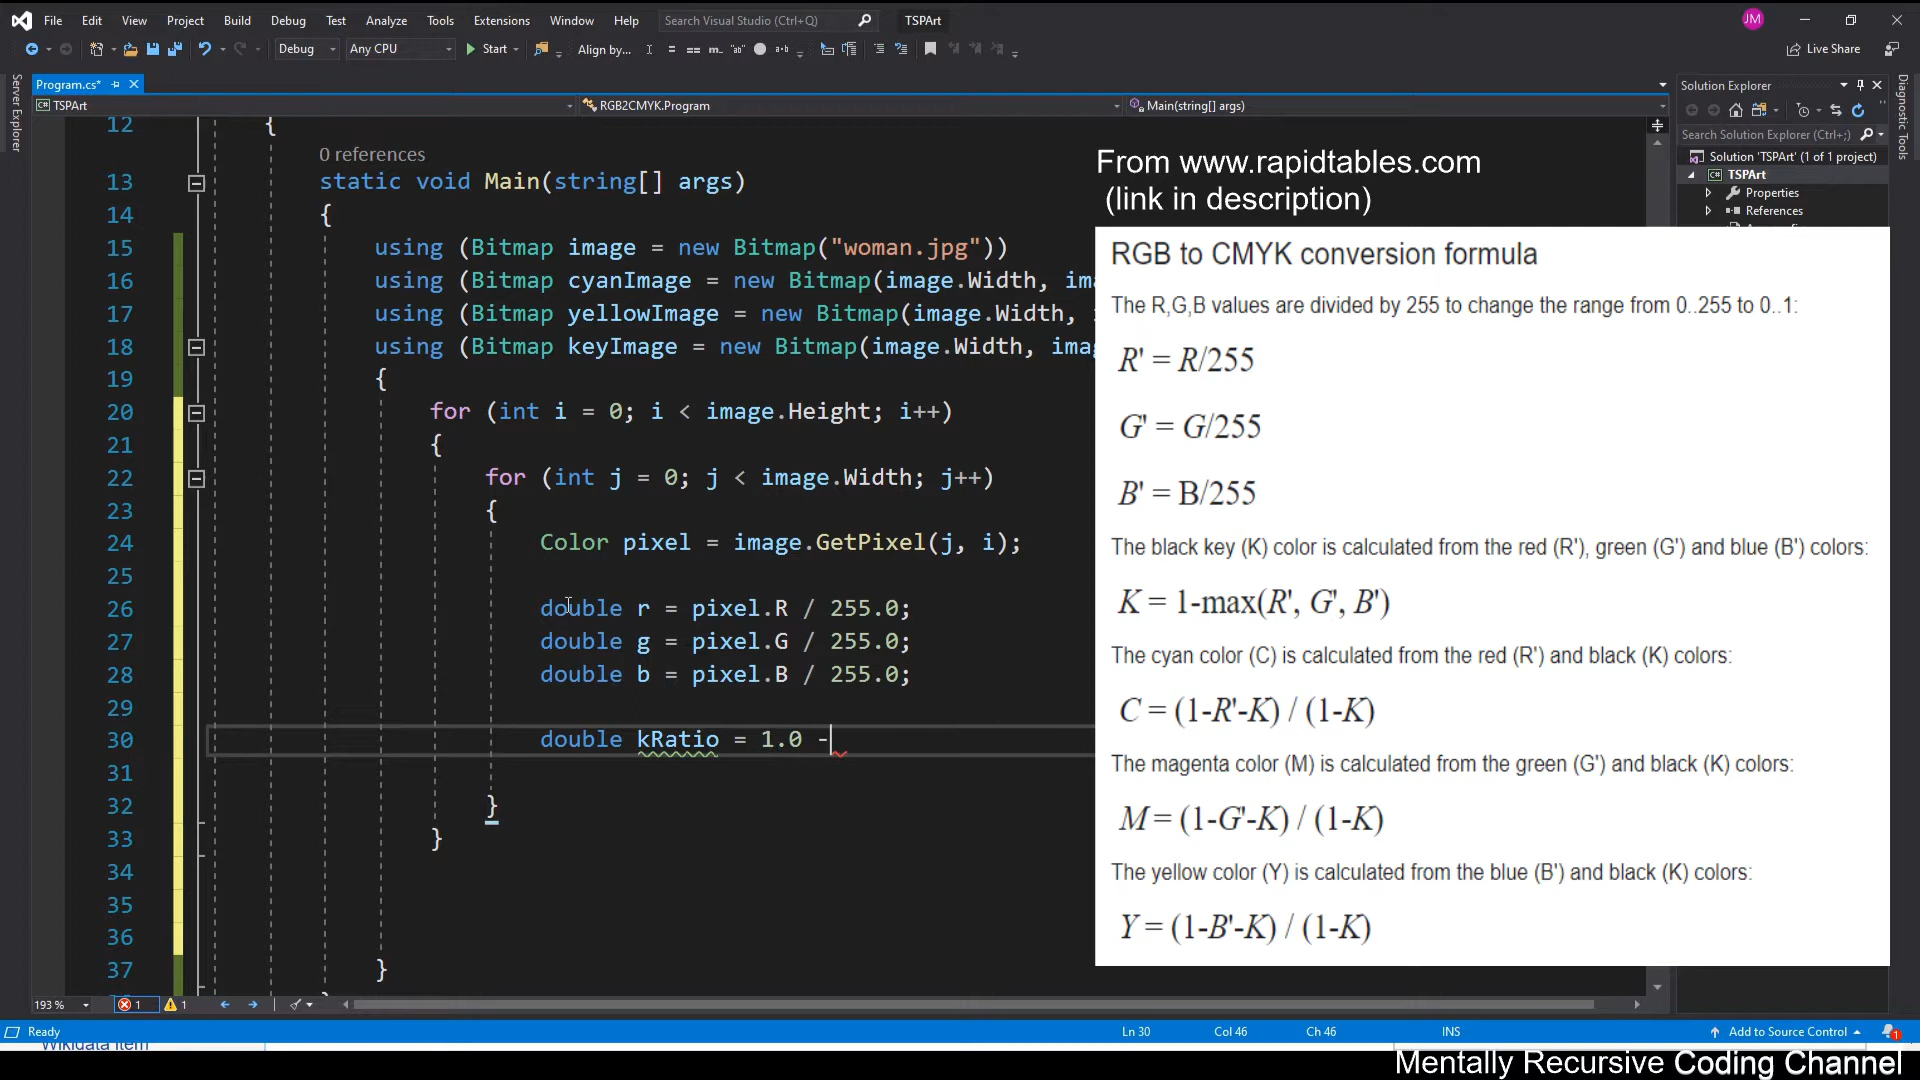 File Edit View Project Build Debug Test Analyze Tools Extensions Window Help Search Visual Studio (Ctrl+Q) TSPArt JM
Debug Any CPU Start Align by... Live Share
Program.cs*
TSPArt RGB2CMYK.Program Main(string[] args)
Server Explorer
Solution Explorer
Search Solution Explorer (Ctrl+;)
Solution 'TSPArt' (1 of 1 project)
TSPArt
Properties
References
Diagnostic Tools
12 {
0 references
13 static void Main(string[] args)
14 {
15 using (Bitmap image = new Bitmap("woman.jpg"))
16 using (Bitmap cyanImage = new Bitmap(image.Width, ima
17 using (Bitmap yellowImage = new Bitmap(image.Width,
18 using (Bitmap keyImage = new Bitmap(image.Width, imag
19 {
20 for (int i = 0; i < image.Height; i++)
21 {
22 for (int j = 0; j < image.Width; j++)
23 {
24 Color pixel = image.GetPixel(j, i);
25
26 double r = pixel.R / 255.0;
27 double g = pixel.G / 255.0;
28 double b = pixel.B / 255.0;
29
30 double kRatio = 1.0 -
31
32 }
33 }
34
35
36
37 }
From www.rapidtables.com
(link in description)
RGB to CMYK conversion formula
The R,G,B values are divided by 255 to change the range from 0..255 to 0..1:
R' = R/255
G' = G/255
B' = B/255
The black key (K) color is calculated from the red (R'), green (G') and blue (B') colors:
K = 1-max(R', G', B')
The cyan color (C) is calculated from the red (R') and black (K) colors:
C = (1-R'-K) / (1-K)
The magenta color (M) is calculated from the green (G') and black (K) colors:
M = (1-G'-K) / (1-K)
The yellow color (Y) is calculated from the blue (B') and black (K) colors:
Y = (1-B'-K) / (1-K)
193 % 1 1
Ready Ln 30 Col 46 Ch 46 INS Add to Source Control 1
Wikidata item
Mentally Recursive Coding Channel